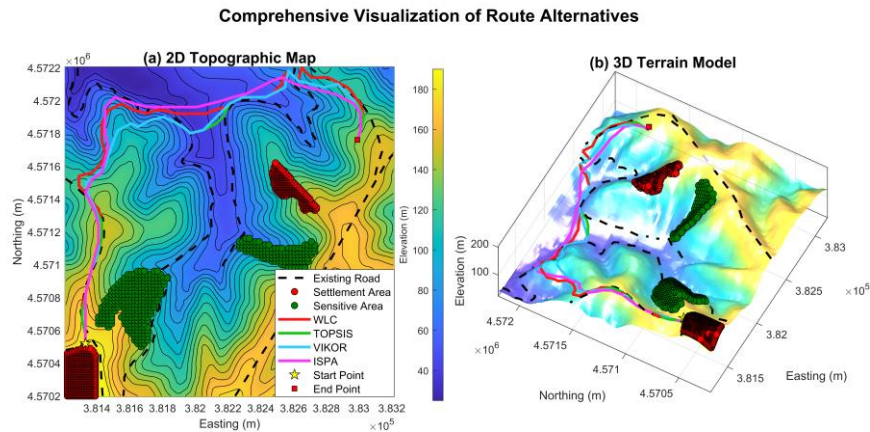 Comprehensive Visualization of Route Alternatives
(a) 2D Topographic Map
×10⁶
4.5722
4.572
4.5718
4.5716
4.5714
4.5712
4.571
4.5708
4.5706
4.5704
4.5702
Northing (m)
3.814 3.816 3.818 3.82 3.822 3.824 3.826 3.828 3.83 3.832
Easting (m)
×10⁵
Existing Road
Settlement Area
Sensitive Area
WLC
TOPSIS
VIKOR
ISPA
Start Point
End Point
180
160
140
120
100
80
60
40
Elevation (m)
(b) 3D Terrain Model
200
100
Elevation (m)
4.572
4.5715
4.571
4.5705
×10⁶
Northing (m)
3.83
3.825
3.82
3.815
×10⁵
Easting (m)